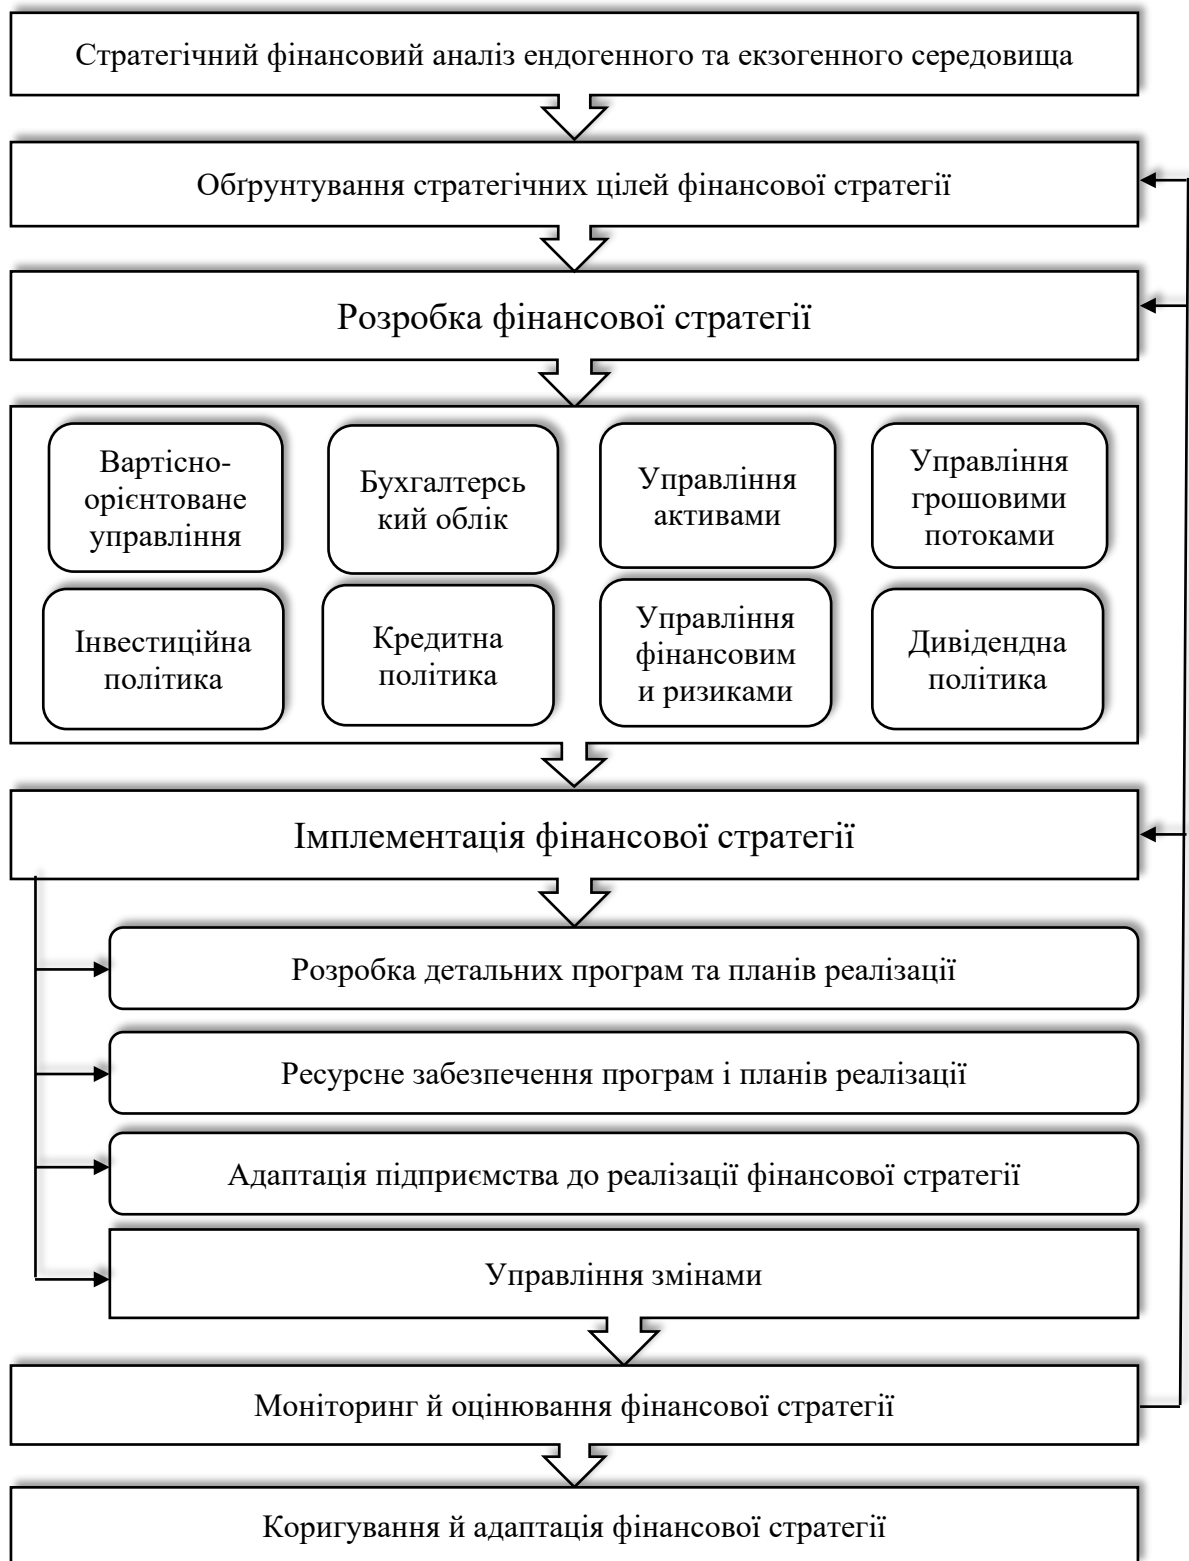 Стратегічний фінансовий аналіз ендогенного та екзогенного середовища
Обґрунтування стратегічних цілей фінансової стратегії
Розробка фінансової стратегії
Вартісно-
орієнтоване
управління
Бухгалтерсь
кий облік
Управління
активами
Управління
грошовими
потоками
Інвестиційна
політика
Кредитна
політика
Управління
фінансовим
и ризиками
Дивідендна
політика
Імплементація фінансової стратегії
Розробка детальних програм та планів реалізації
Ресурсне забезпечення програм і планів реалізації
Адаптація підприємства до реалізації фінансової стратегії
Управління змінами
Моніторинг й оцінювання фінансової стратегії
Коригування й адаптація фінансової стратегії